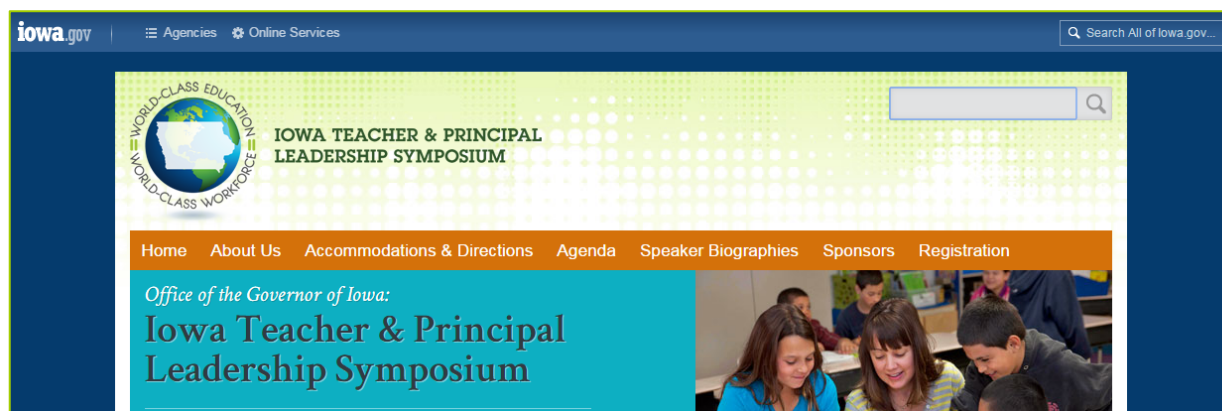 iowa.gov
Agencies
Online Services
Search All of Iowa.gov...
WORLD-CLASS EDUCATION
WORLD-CLASS WORKFORCE
IOWA TEACHER & PRINCIPAL
LEADERSHIP SYMPOSIUM
Home About Us Accommodations & Directions Agenda Speaker Biographies Sponsors Registration
Office of the Governor of Iowa:
Iowa Teacher & Principal
Leadership Symposium